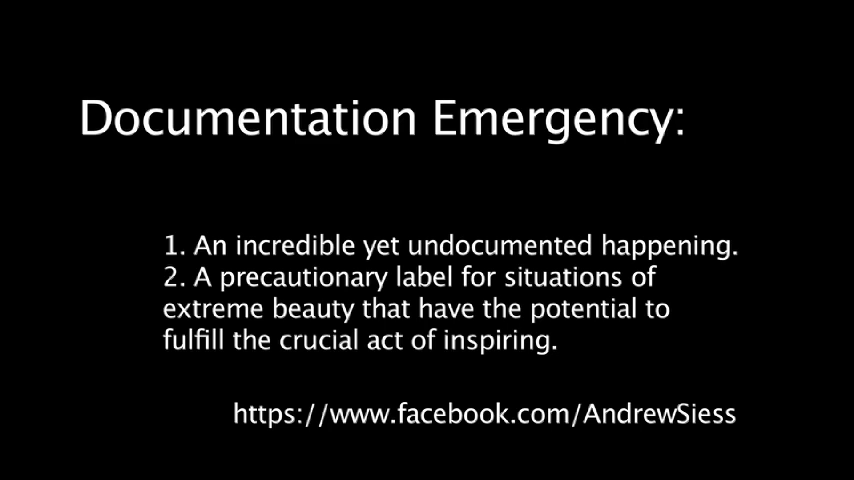 Documentation Emergency:
1. An incredible yet undocumented happening.
2. A precautionary label for situations of
extreme beauty that have the potential to
fulfill the crucial act of inspiring.
https://www.facebook.com/AndrewSiess